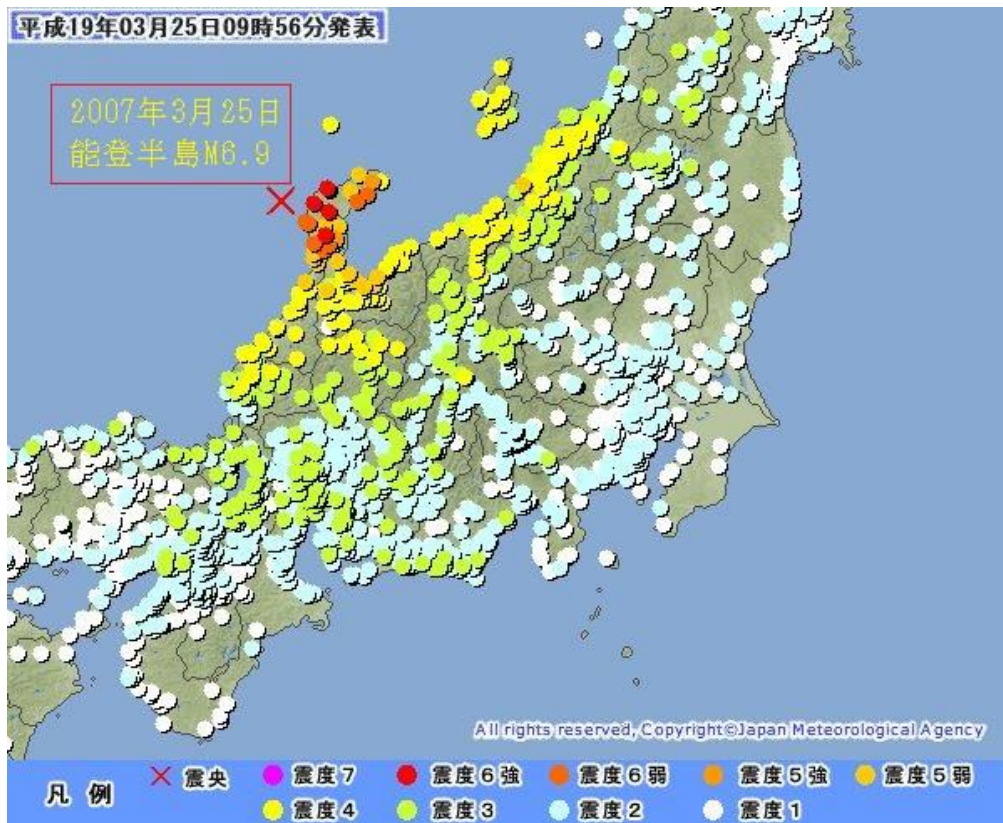 平成19年03月25日09時56分発表
2007年3月25日
能登半島M6.9
All rights reserved, Copyright©Japan Meteorological Agency
凡例 震央 震度7 震度6強 震度6弱 震度5強 震度5弱
震度4 震度3 震度2 震度1